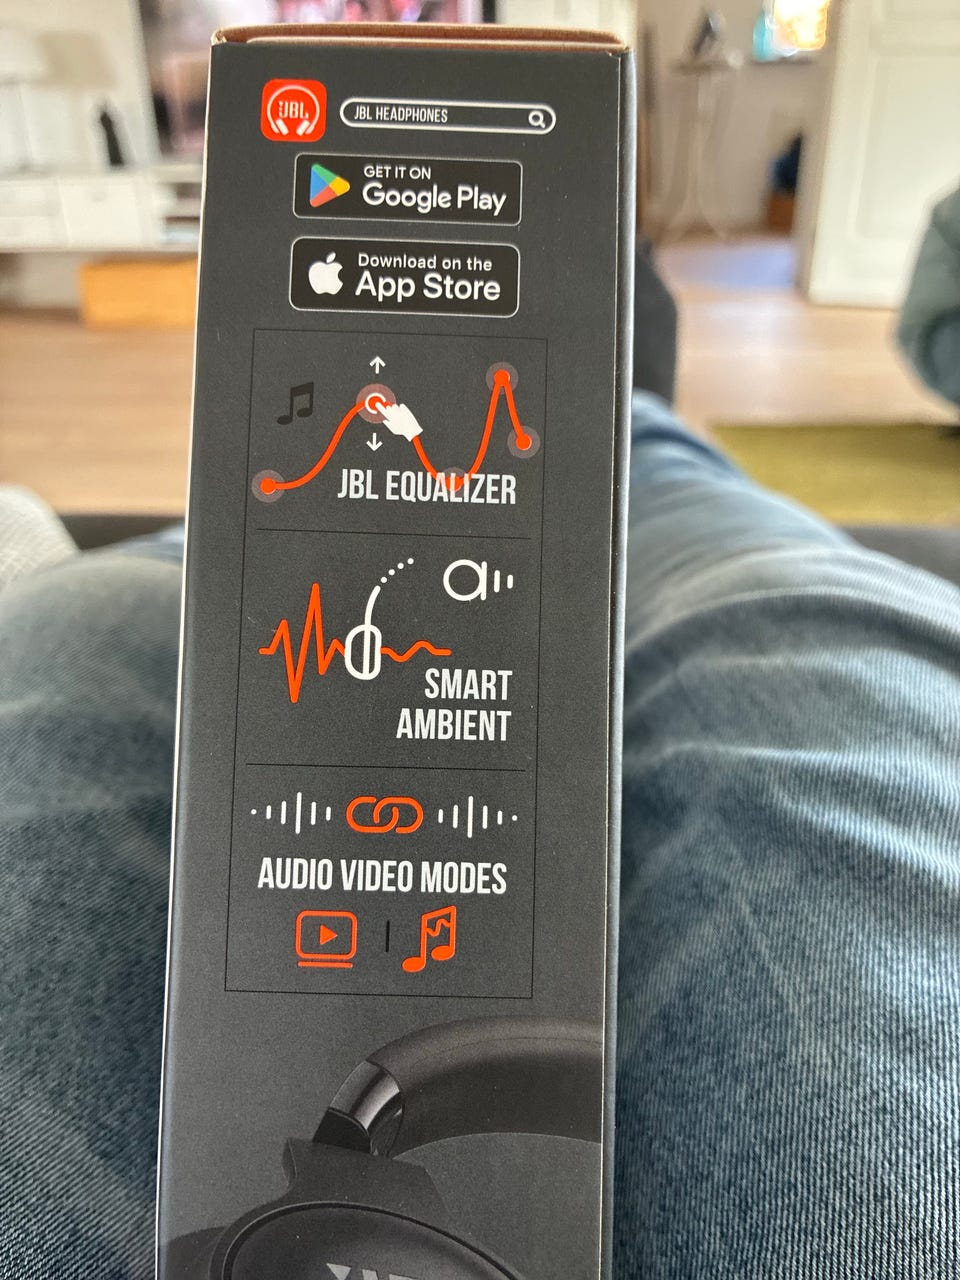 JBL
JBL HEADPHONES
GET IT ON
Google Play
Download on the
App Store
JBL EQUALIZER
SMART
AMBIENT
AUDIO VIDEO MODES